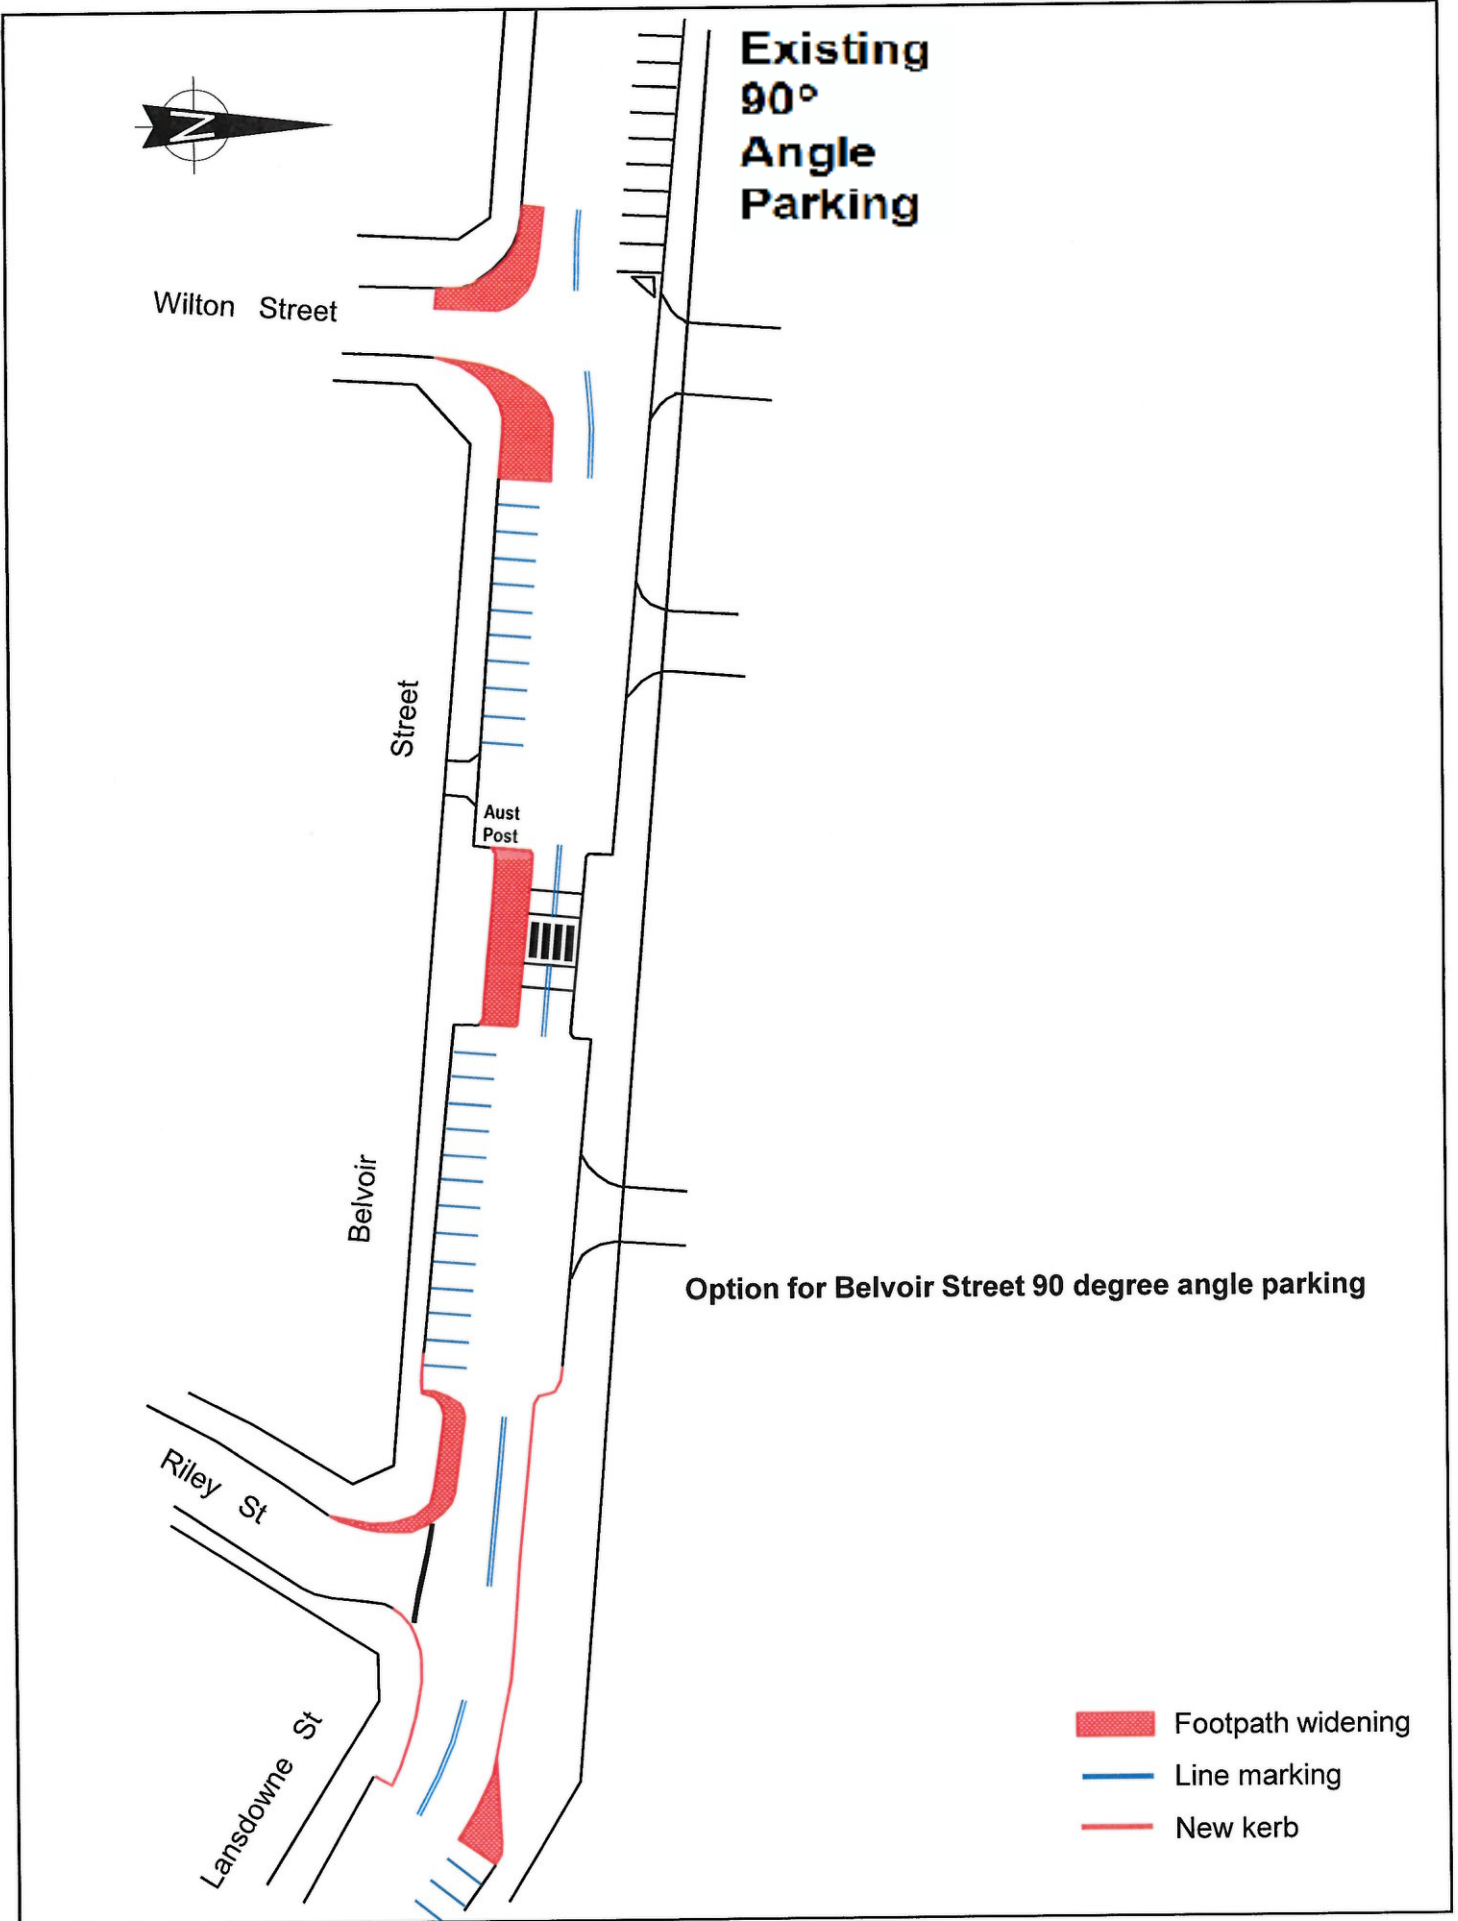 Existing
90°
Angle
Parking
N
Wilton Street
Street
Aust
Post
Belvoir
Option for Belvoir Street 90 degree angle parking
Riley St
Lansdowne St
Footpath widening
Line marking
New kerb